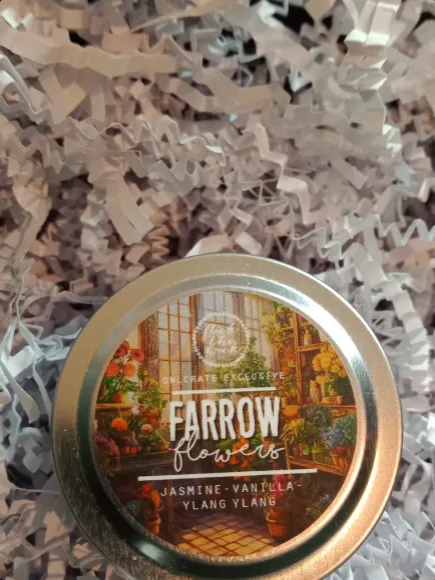 OWLCRATE EXCLUSIVE
FARROW
flowers
JASMINE-VANILLA-
YLANG YLANG